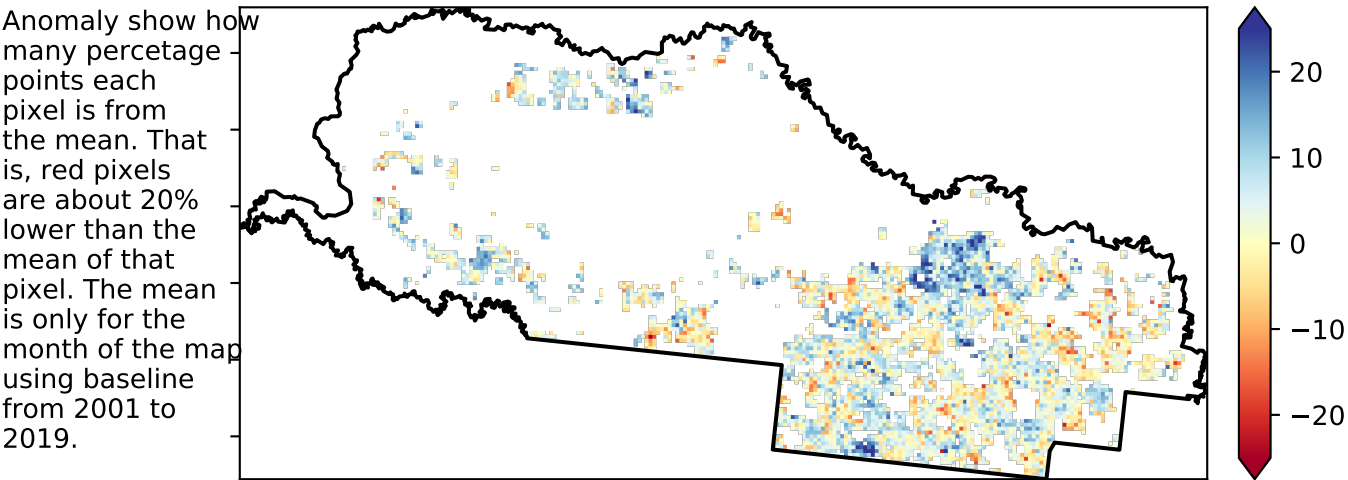 Anomaly show how
many percetage
points each
pixel is from
the mean. That
is, red pixels
are about 20%
lower than the
mean of that
pixel. The mean
is only for the
month of the map
using baseline
from 2001 to
2019.
20
10
0
−10
−20